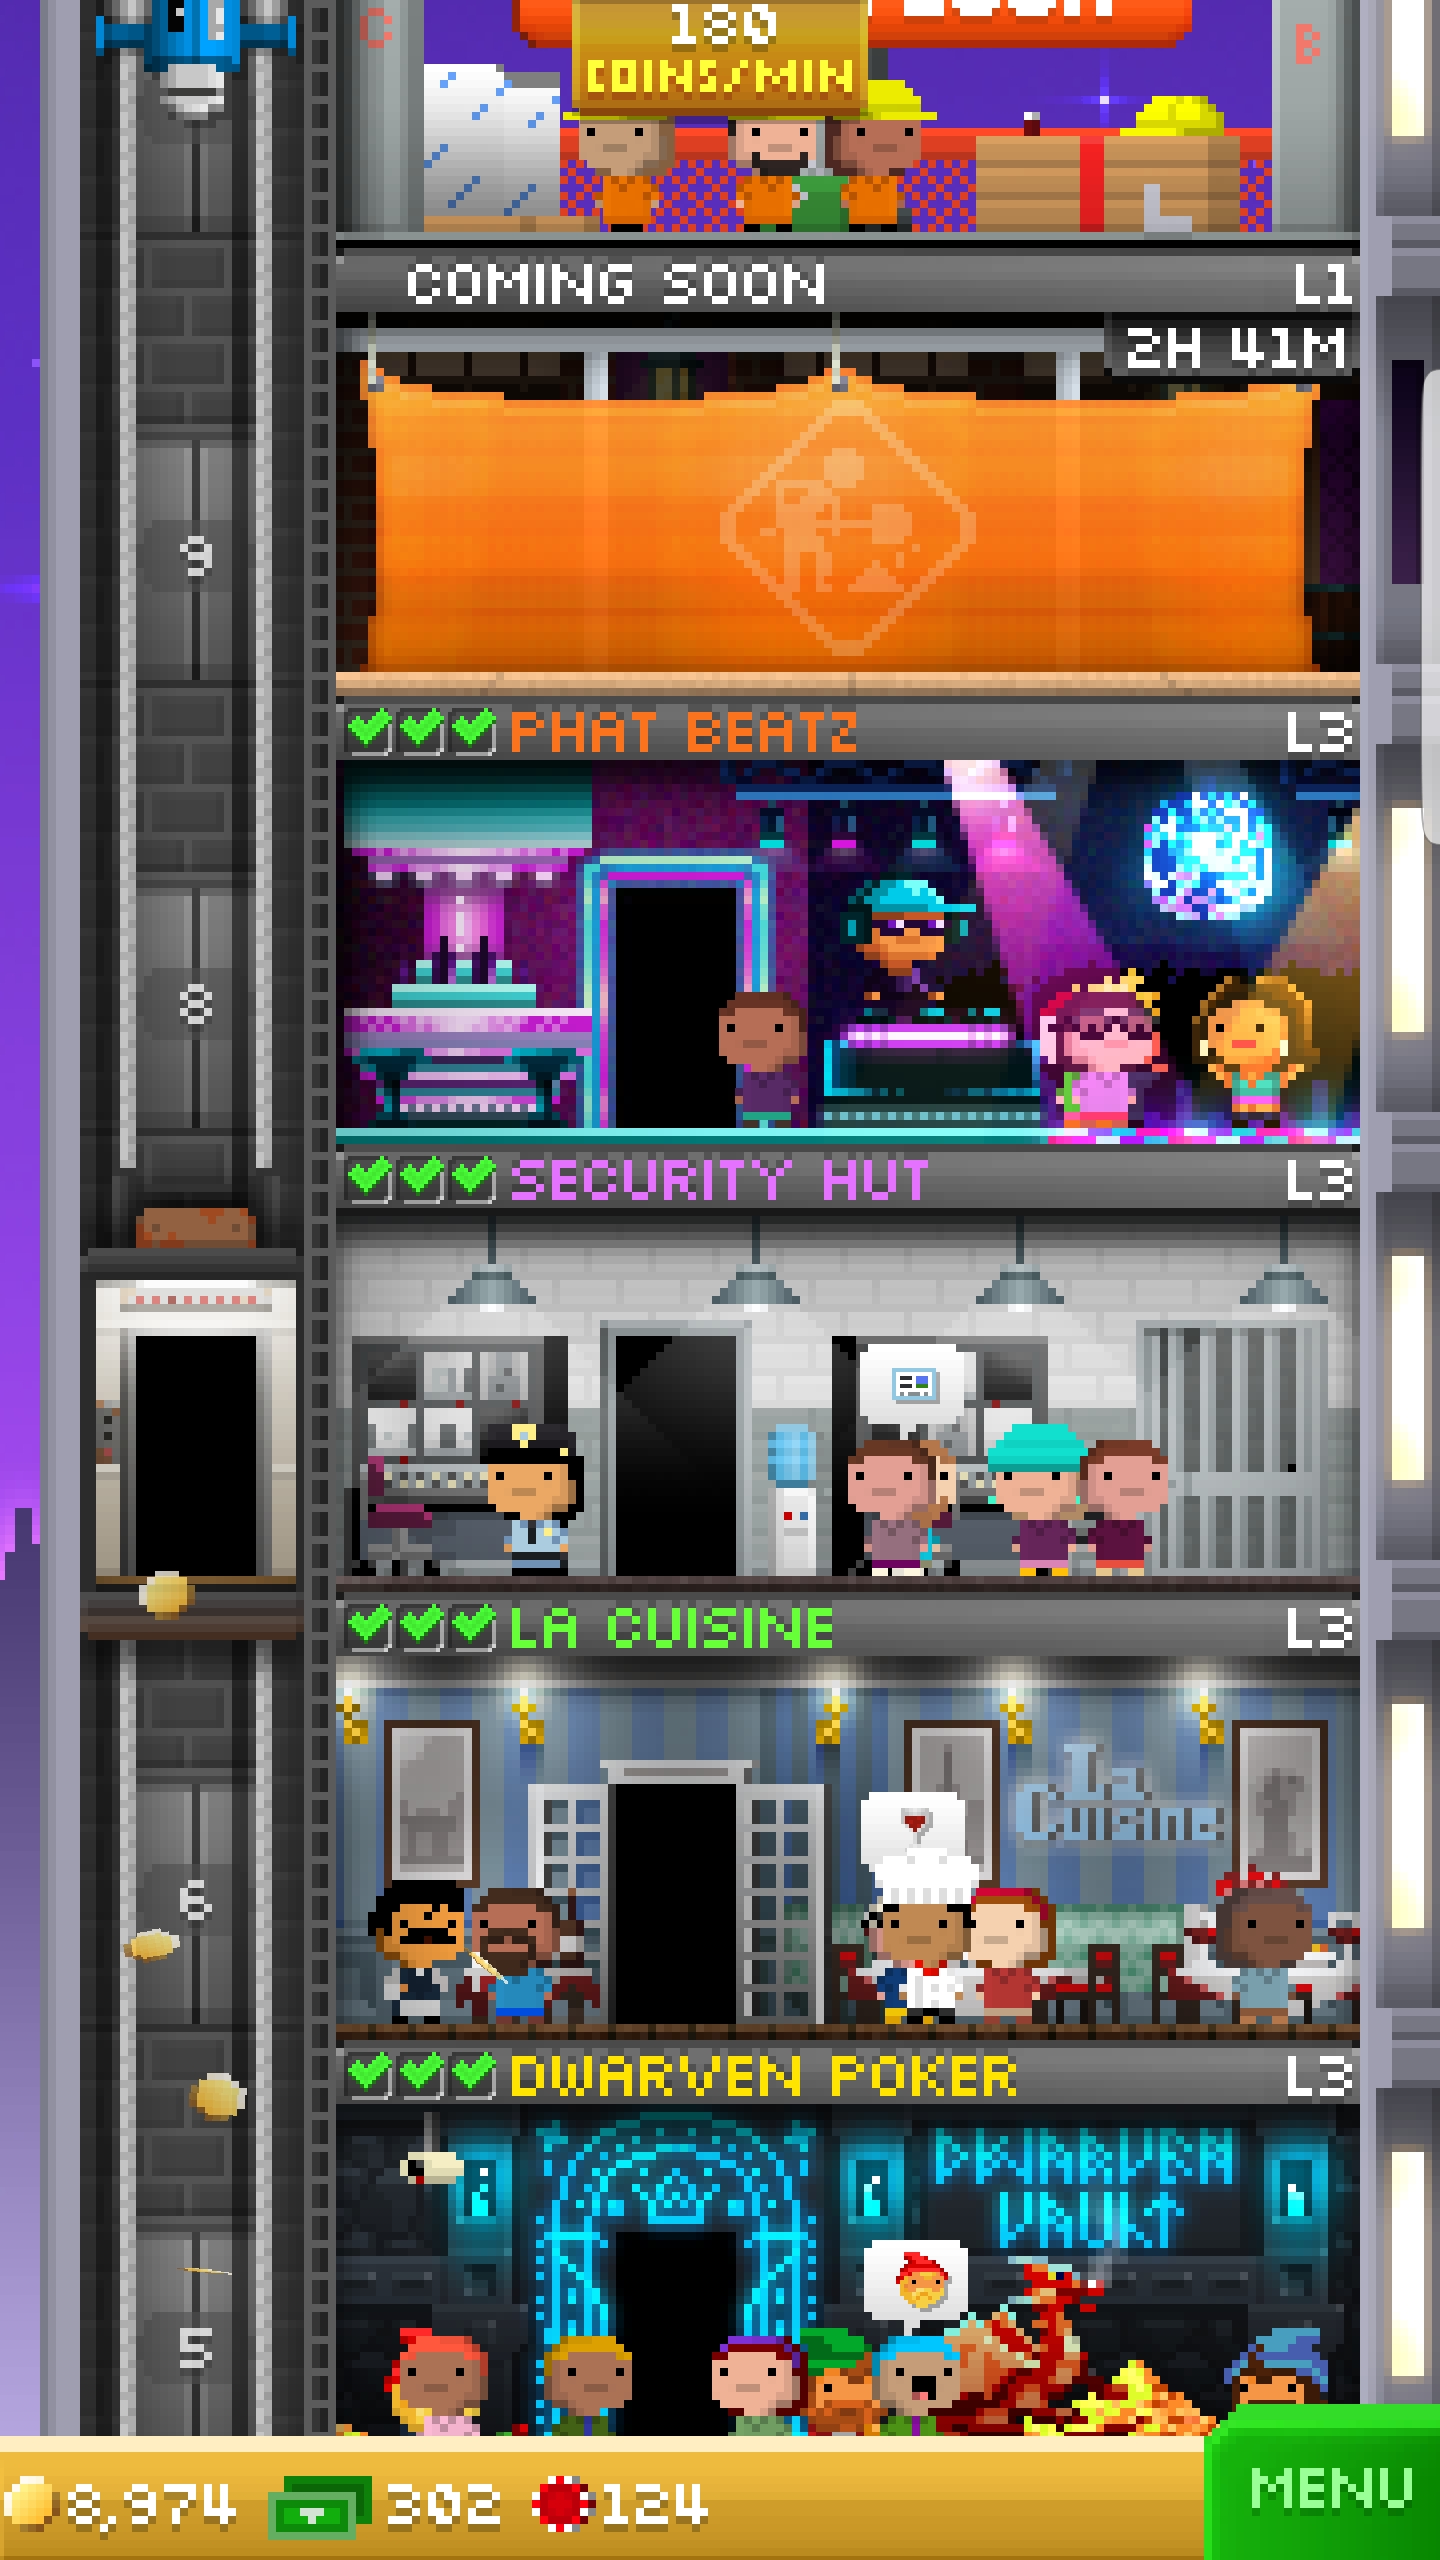 C
180
COINS/MIN
SOON
B
COMING SOON L1
2H 41M
9
PHAT BEATZ L3
8
SECURITY HUT L3
LA CUISINE L3
La
Cuisine
6
DWARVEN POKER L3
DWARVEN
VAULT
5
8,974 302 124
MENU